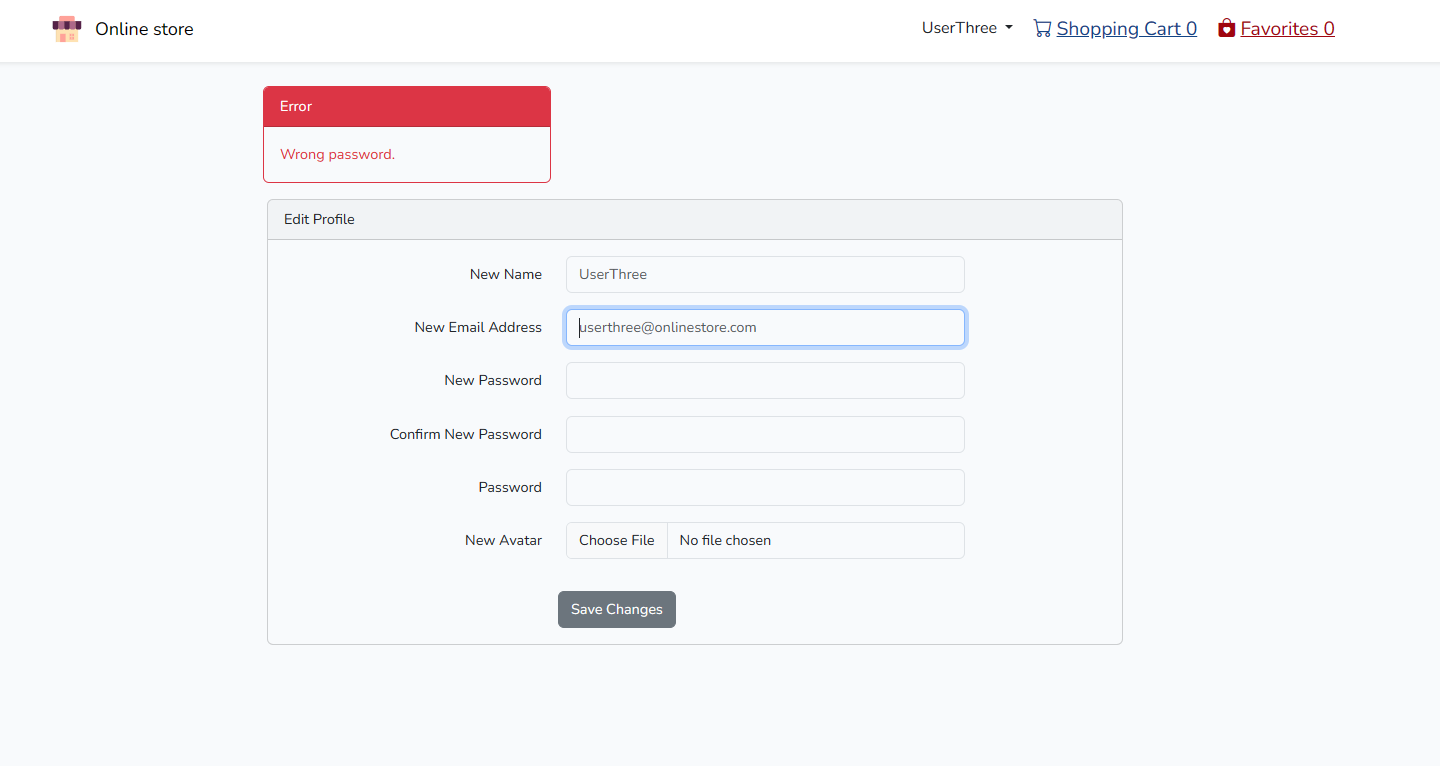 Online store
UserThree
Shopping Cart 0
Favorites 0
Error
Wrong password.
Edit Profile
New Name
UserThree
New Email Address
userthree@onlinestore.com
New Password
Confirm New Password
Password
New Avatar
Choose File
No file chosen
Save Changes